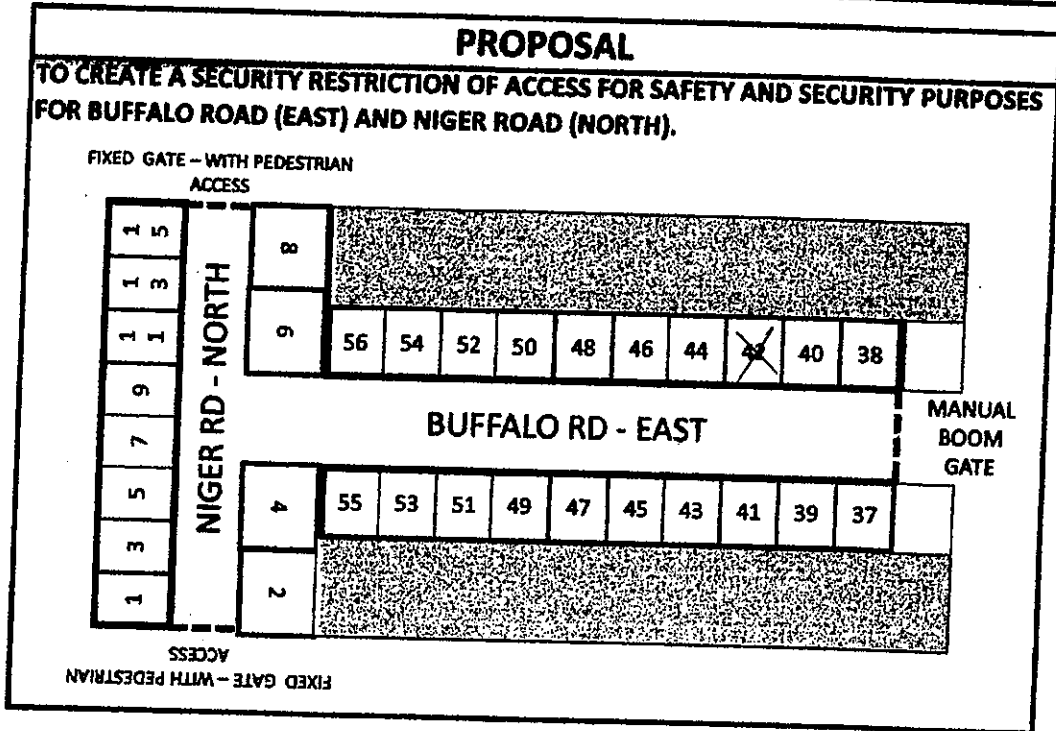 PROPOSAL
TO CREATE A SECURITY RESTRICTION OF ACCESS FOR SAFETY AND SECURITY PURPOSES
FOR BUFFALO ROAD (EAST) AND NIGER ROAD (NORTH).
FIXED GATE – WITH PEDESTRIAN
ACCESS
15
13
11
9
7
5
3
1
NIGER RD - NORTH
8
6
4
2
56 54 52 50 48 46 44 42 40 38
BUFFALO RD - EAST
MANUAL
BOOM
GATE
55 53 51 49 47 45 43 41 39 37
FIXED GATE – WITH PEDESTRIAN
ACCESS